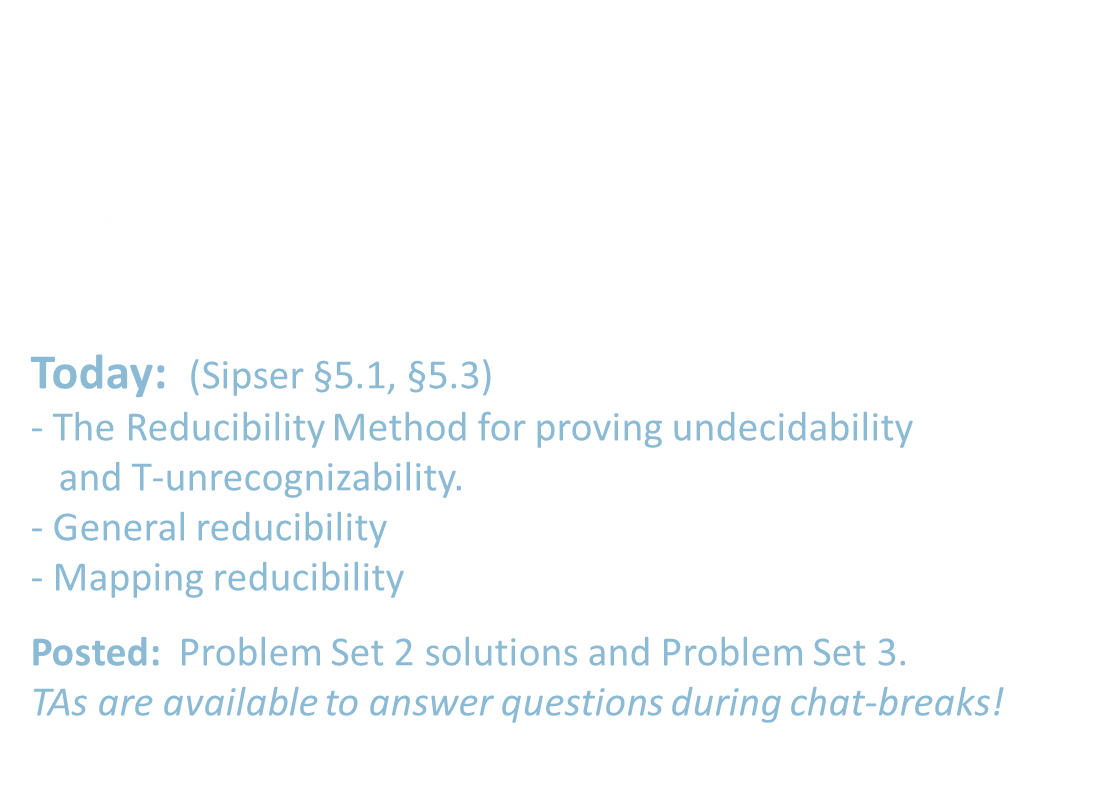 Today: (Sipser §5.1, §5.3)
- The Reducibility Method for proving undecidability
and T-unrecognizability.
- General reducibility
- Mapping reducibility
Posted: Problem Set 2 solutions and Problem Set 3.
TAs are available to answer questions during chat-breaks!